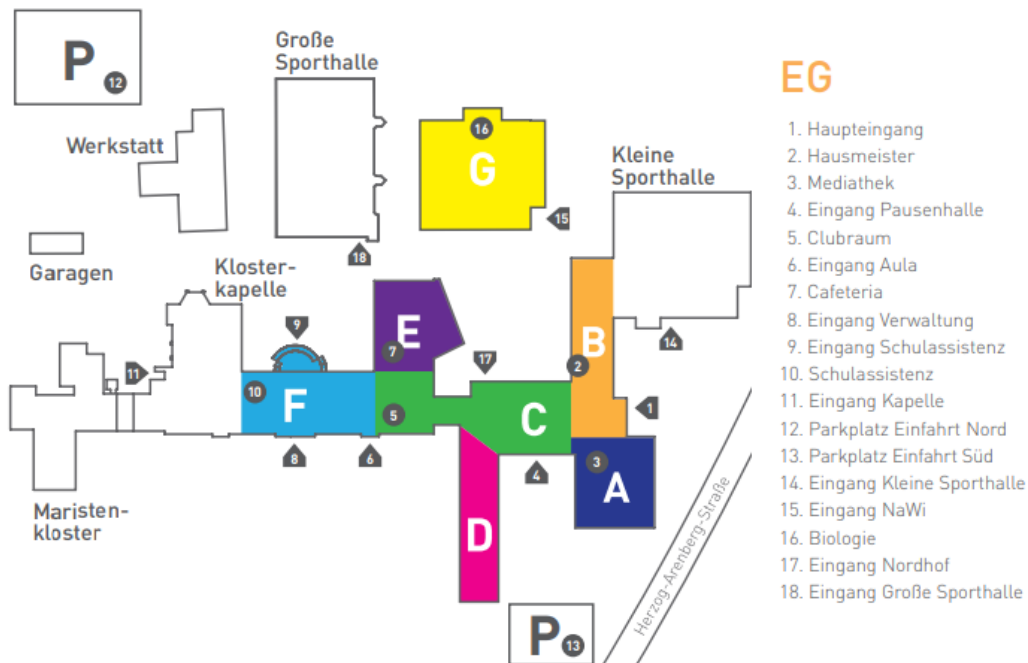 P
12
Große
Sporthalle
16
G
15
Kleine
Sporthalle
Werkstatt
18
Garagen
Kloster-
kapelle
9
E
7
17
B
2
14
11
10
F
5
C
1
8
6
4
3
A
Maristen-
kloster
D
Herzog-Arenberg-Straße
P
13
EG
1. Haupteingang
2. Hausmeister
3. Mediathek
4. Eingang Pausenhalle
5. Clubraum
6. Eingang Aula
7. Cafeteria
8. Eingang Verwaltung
9. Eingang Schulassistenz
10. Schulassistenz
11. Eingang Kapelle
12. Parkplatz Einfahrt Nord
13. Parkplatz Einfahrt Süd
14. Eingang Kleine Sporthalle
15. Eingang NaWi
16. Biologie
17. Eingang Nordhof
18. Eingang Große Sporthalle